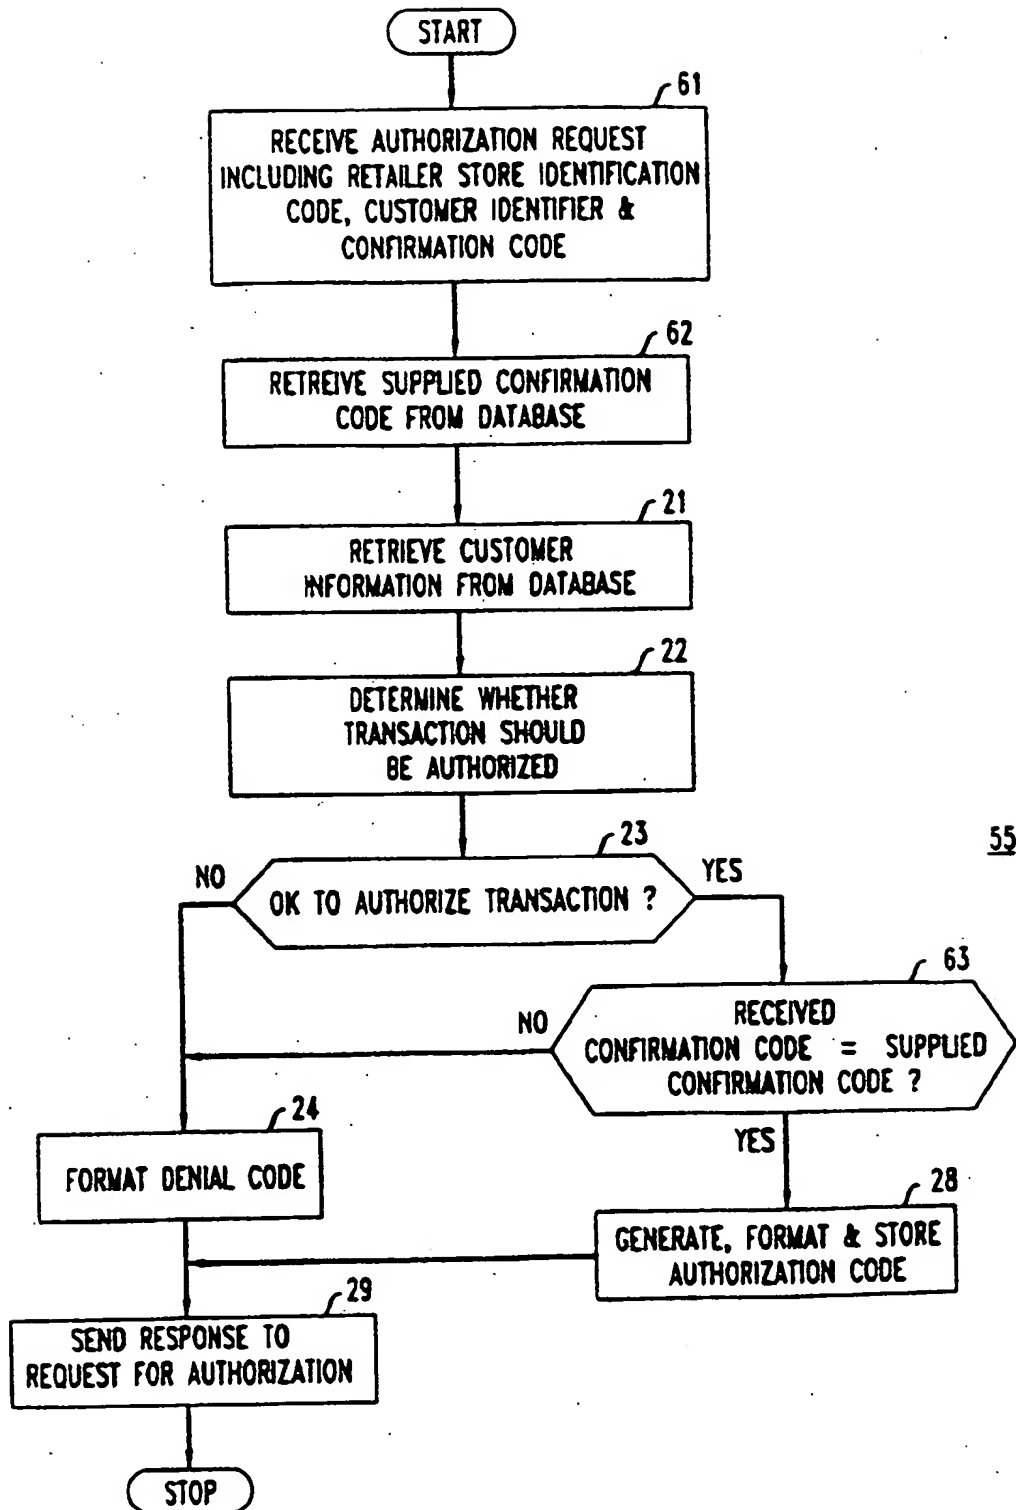 START
61
RECEIVE AUTHORIZATION REQUEST
INCLUDING RETAILER STORE IDENTIFICATION
CODE, CUSTOMER IDENTIFIER &
CONFIRMATION CODE
62
RETREIVE SUPPLIED CONFIRMATION
CODE FROM DATABASE
21
RETRIEVE CUSTOMER
INFORMATION FROM DATABASE
22
DETERMINE WHETHER
TRANSACTION SHOULD
BE AUTHORIZED
55
23
NO
YES
OK TO AUTHORIZE TRANSACTION ?
63
NO
RECEIVED
CONFIRMATION CODE = SUPPLIED
CONFIRMATION CODE ?
YES
24
FORMAT DENIAL CODE
28
GENERATE, FORMAT & STORE
AUTHORIZATION CODE
29
SEND RESPONSE TO
REQUEST FOR AUTHORIZATION
STOP